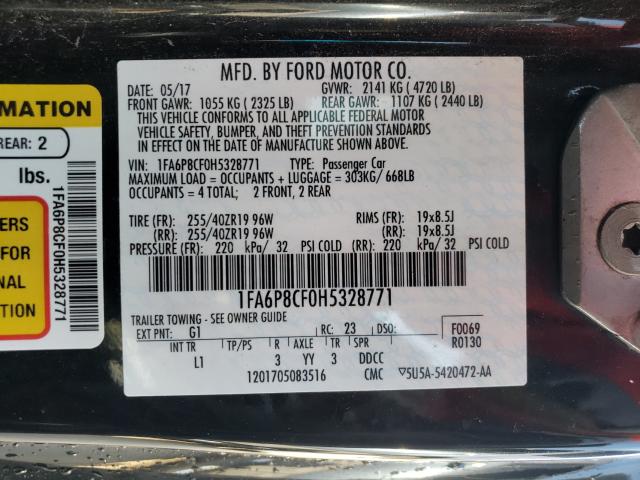 MFD. BY FORD MOTOR CO.
DATE: 05/17 GVWR: 2141 KG ( 4720 LB)
FRONT GAWR: 1055 KG ( 2325 LB) REAR GAWR: 1107 KG ( 2440 LB)
THIS VEHICLE CONFORMS TO ALL APPLICABLE FEDERAL MOTOR
VEHICLE SAFETY, BUMPER, AND THEFT PREVENTION STANDARDS
IN EFFECT ON THE DATE OF MANUFACTURE SHOWN ABOVE.
VIN: 1FA6P8CF0H5328771 TYPE: Passenger Car
MAXIMUM LOAD = OCCUPANTS + LUGGAGE = 303KG/ 668LB
OCCUPANTS = 4 TOTAL; 2 FRONT, 2 REAR
TIRE (FR): 255/40ZR19 96W RIMS (FR): 19x8.5J
(RR): 255/40ZR19 96W (RR): 19x8.5J
PRESSURE (FR): 220 kPa/ 32 PSI COLD (RR): 220 kPa/ 32 PSI COLD
1FA6P8CF0H5328771
TRAILER TOWING - SEE OWNER GUIDE
EXT PNT: G1 RC: 23 DSO: F0069
R0130
INT TR TP/PS R AXLE TR SPR
L1 3 YY 3 DDCC
1201705083516 CMC ▽5U5A-5420472-AA
RMATION
REAR: 2
lbs.
ERS
FOR
NAL
TION
1FA6P8CF0H5328771